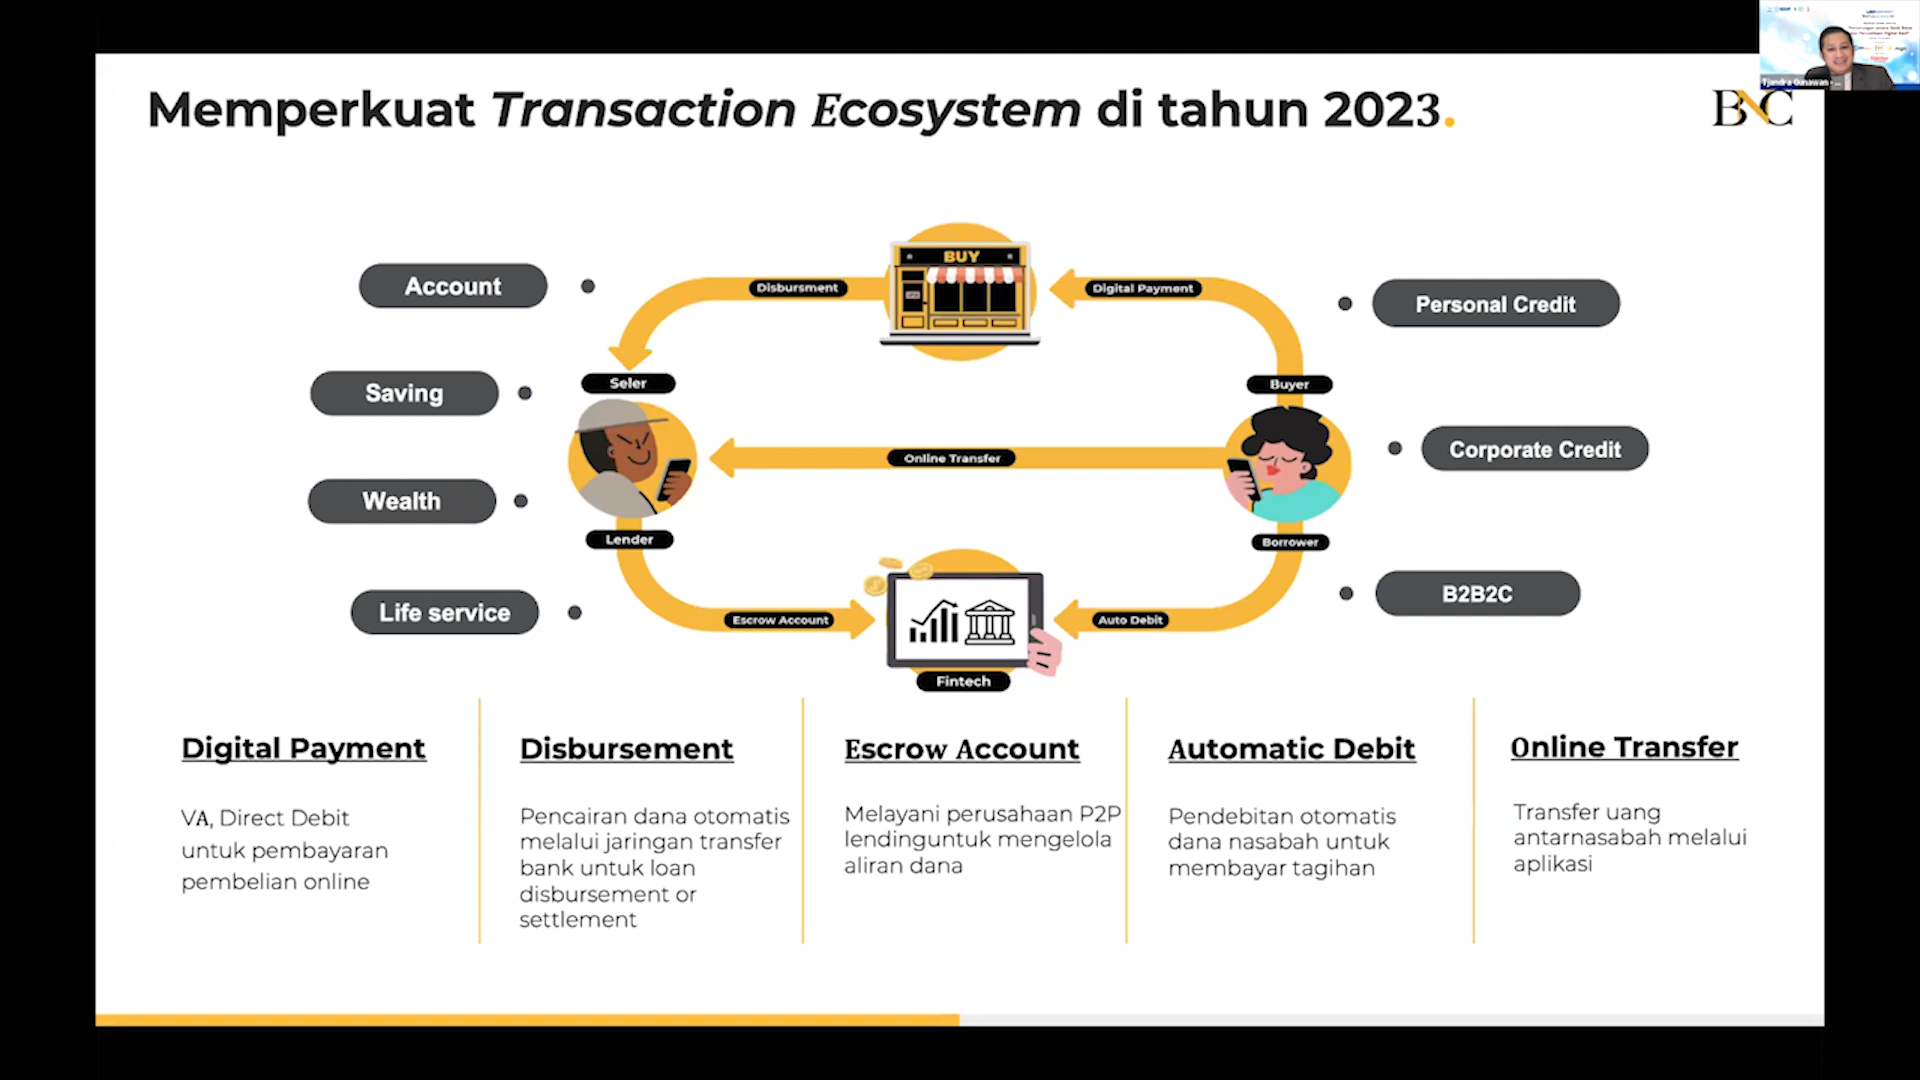 Memperkuat Transaction Ecosystem di tahun 2023.
BNC
Tjandra Gunawan
BUY
Disbursment
Digital Payment
Account
Personal Credit
Seler
Buyer
Saving
Online Transfer
Corporate Credit
Wealth
Lender
Borrower
Life service
B2B2C
Escrow Account
Auto Debit
Fintech
Digital Payment
VA, Direct Debit
untuk pembayaran
pembelian online
Disbursement
Pencairan dana otomatis
melalui jaringan transfer
bank untuk loan
disbursement or
settlement
Escrow Account
Melayani perusahaan P2P
lendinguntuk mengelola
aliran dana
Automatic Debit
Pendebitan otomatis
dana nasabah untuk
membayar tagihan
Online Transfer
Transfer uang
antarnasabah melalui
aplikasi